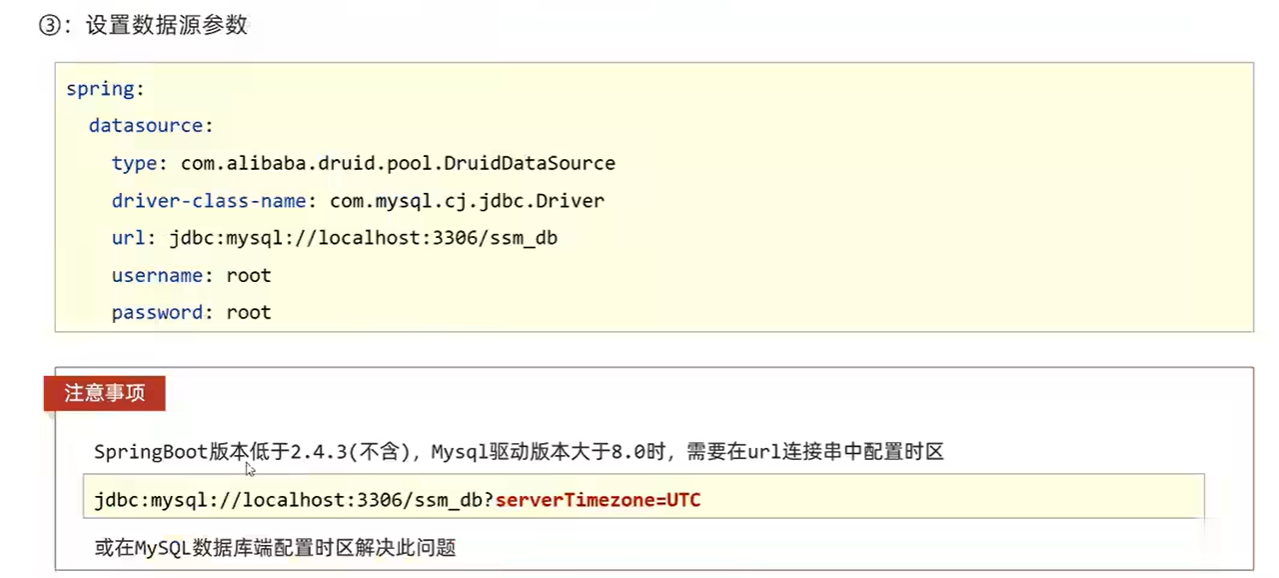 ③：设置数据源参数
spring:
  datasource:
    type: com.alibaba.druid.pool.DruidDataSource
    driver-class-name: com.mysql.cj.jdbc.Driver
    url: jdbc:mysql://localhost:3306/ssm_db
    username: root
    password: root
注意事项
SpringBoot版本低于2.4.3(不含)，Mysql驱动版本大于8.0时，需要在url连接串中配置时区
jdbc:mysql://localhost:3306/ssm_db?serverTimezone=UTC
或在MySQL数据库端配置时区解决此问题